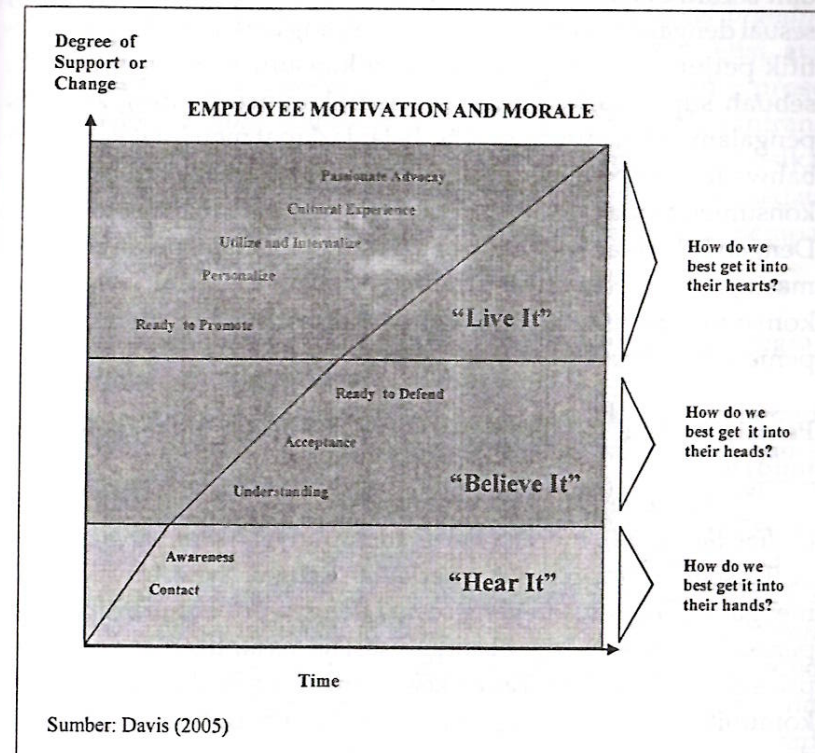 Degree of
Support or
Change
EMPLOYEE MOTIVATION AND MORALE
Passionate Advocay
Cultural Experience
Utilize and Internalize
Personalize
Ready to Promote
"Live It"
How do we
best get it into
their hearts?
Ready to Defend
Acceptance
Understanding
"Believe It"
How do we
best get it into
their heads?
Awareness
Contact
"Hear It"
How do we
best get it into
their hands?
Time
Sumber: Davis (2005)